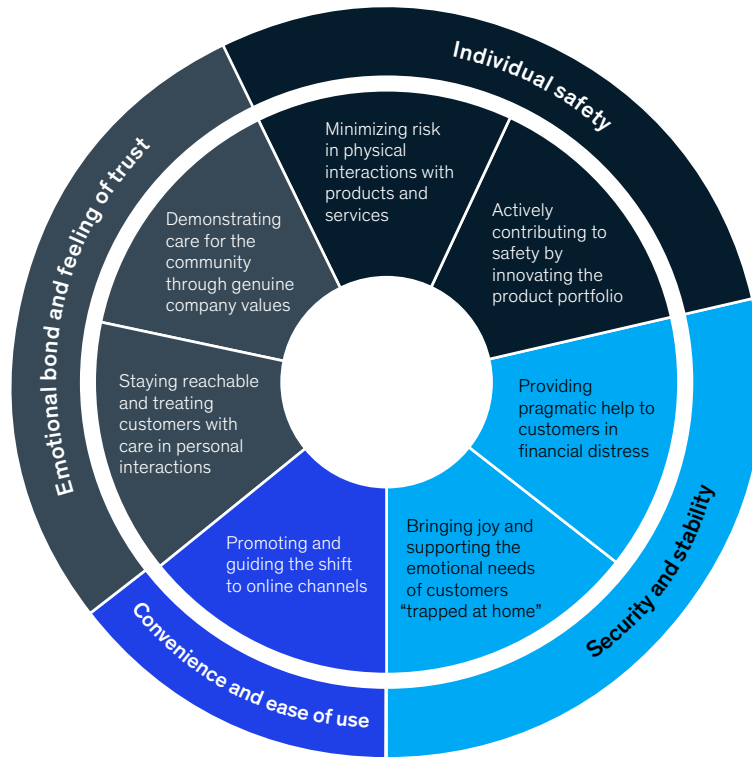 Individual safety
Minimizing risk
in physical
interactions with
products and
services
Actively
contributing to
safety by
innovating the
product portfolio
Security and stability
Providing
pragmatic help to
customers in
financial distress
Bringing joy and
supporting the
emotional needs
of customers
“trapped at home”
Convenience and ease of use
Promoting and
guiding the shift
to online channels
Emotional bond and feeling of trust
Staying reachable
and treating
customers with
care in personal
interactions
Demonstrating
care for the
community
through genuine
company values